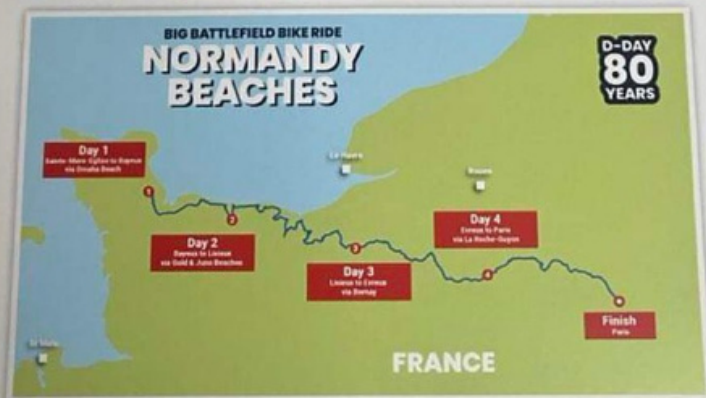 BIG BATTLEFIELD BIKE RIDE
NORMANDY
BEACHES
D-DAY
80
YEARS
Day 1
Sainte-Mere-Eglise to Bayeux
via Omaha Beach
1
Le Havre
Rouen
2
Day 2
Bayeux to Lisieux
via Gold & Juno Beaches
3
Day 3
Lisieux to Evreux
via Bernay
Day 4
Evreux to Paris
via La Roche-Guyon
4
Finish
Paris
St Malo
FRANCE